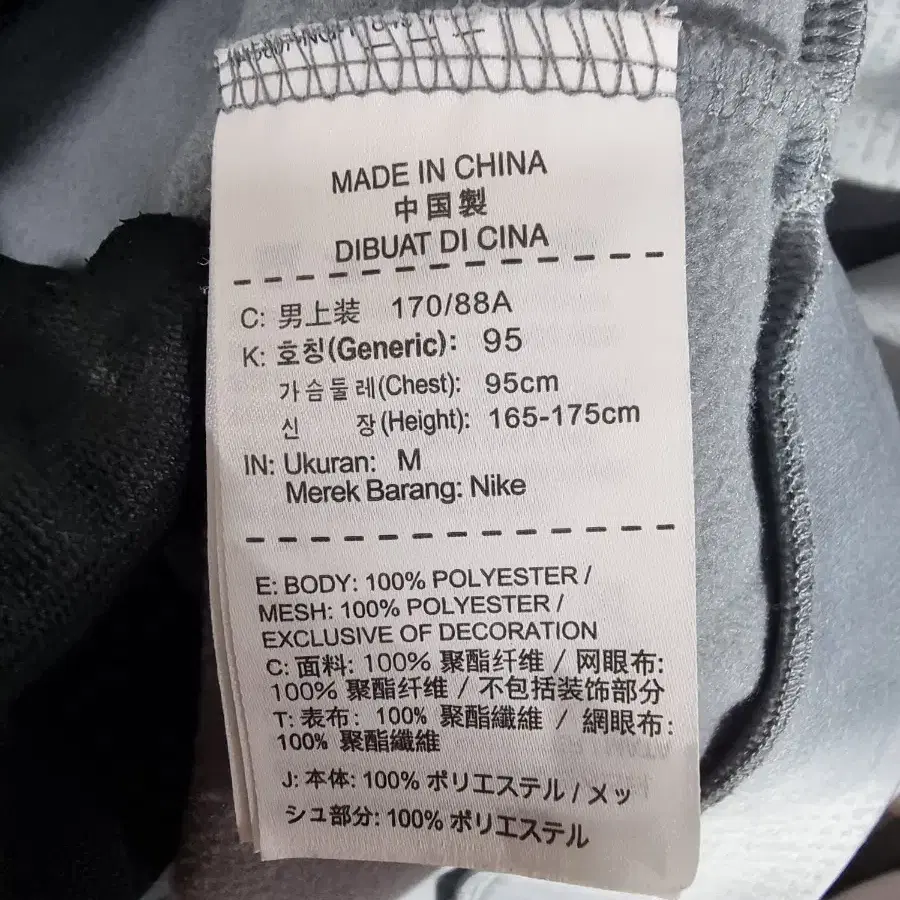 MADE IN CHINA
中国製
DIBUAT DI CINA
C: 男上装 170/88A
K: 호칭(Generic): 95
가슴둘레(Chest): 95cm
신 장(Height): 165-175cm
IN: Ukuran: M
Merek Barang: Nike
E: BODY: 100% POLYESTER /
MESH: 100% POLYESTER /
EXCLUSIVE OF DECORATION
C: 面料: 100% 聚酯纤维 / 网眼布:
100% 聚酯纤维 / 不包括装饰部分
T: 表布: 100% 聚酯纖維 / 網眼布:
100% 聚酯纖維
J: 本体: 100% ポリエステル / メッ
シュ部分: 100% ポリエステル